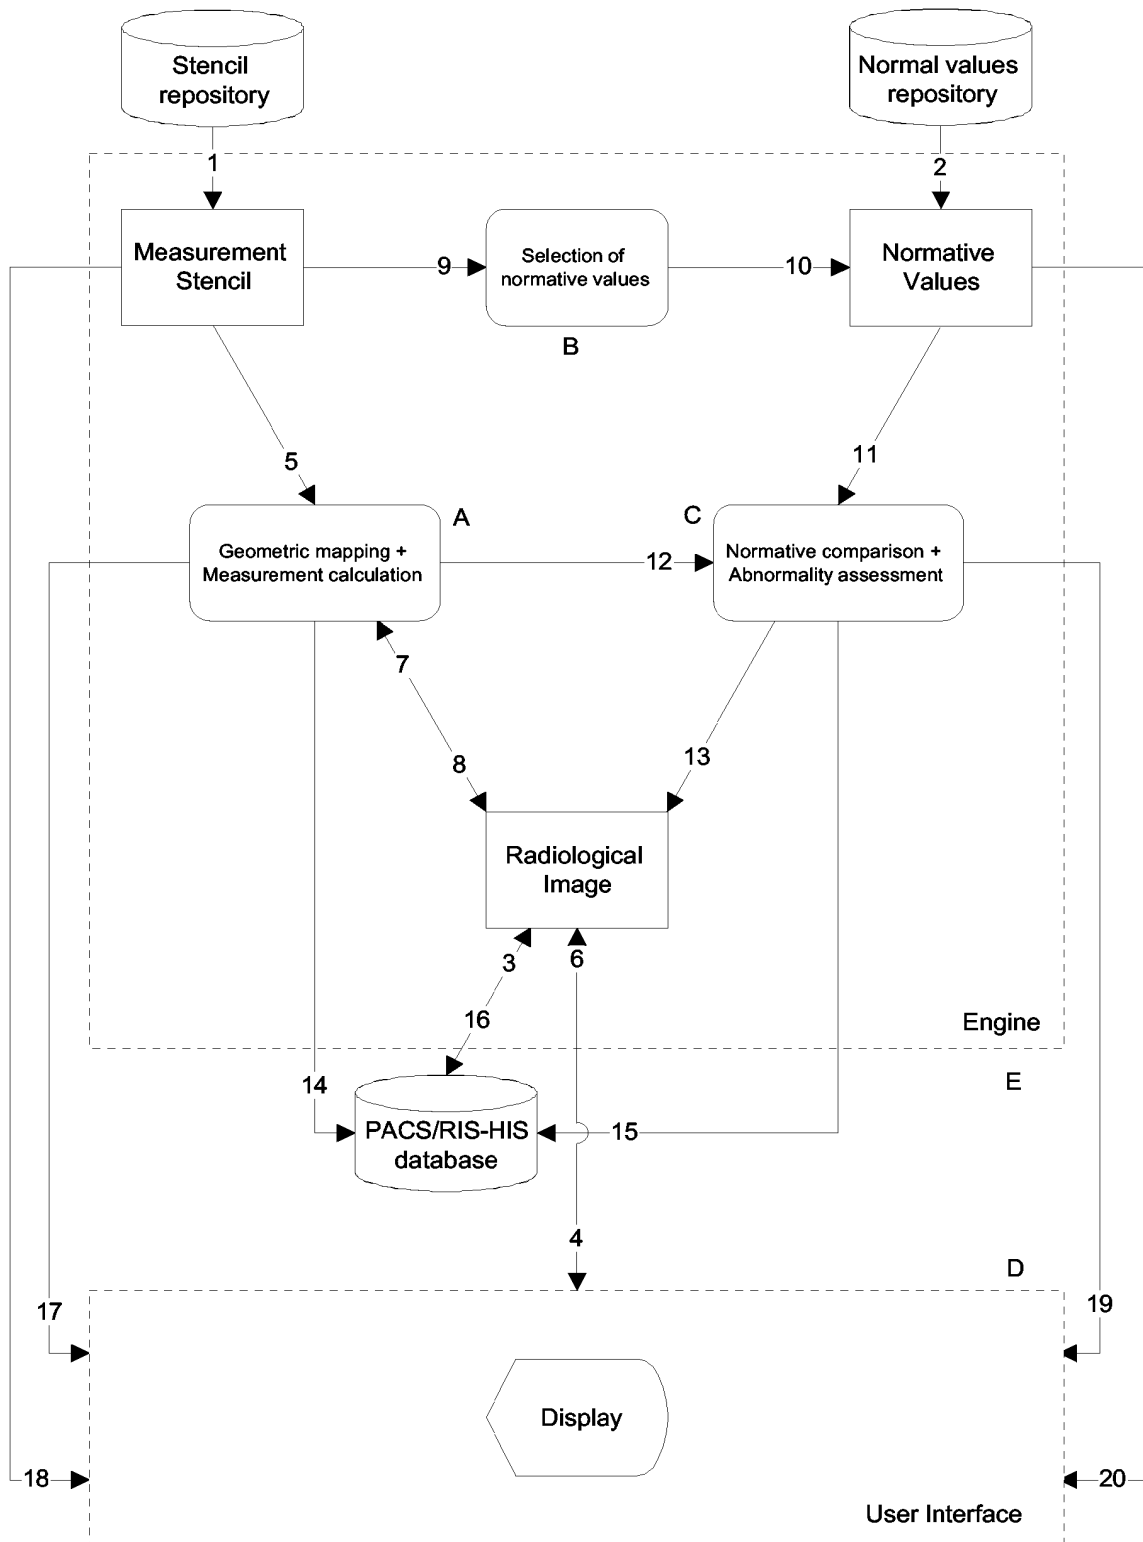 Stencil
repository
Normal values
repository
1
2
Measurement
Stencil
9
Selection of
normative values
10
Normative
Values
B
5
11
A
C
Geometric mapping +
Measurement calculation
12
Normative comparison +
Abnormality assessment
7
8
13
Radiological
Image
3
6
16
Engine
14
E
PACS/RIS-HIS
database
15
4
D
17
19
Display
18
20
User Interface